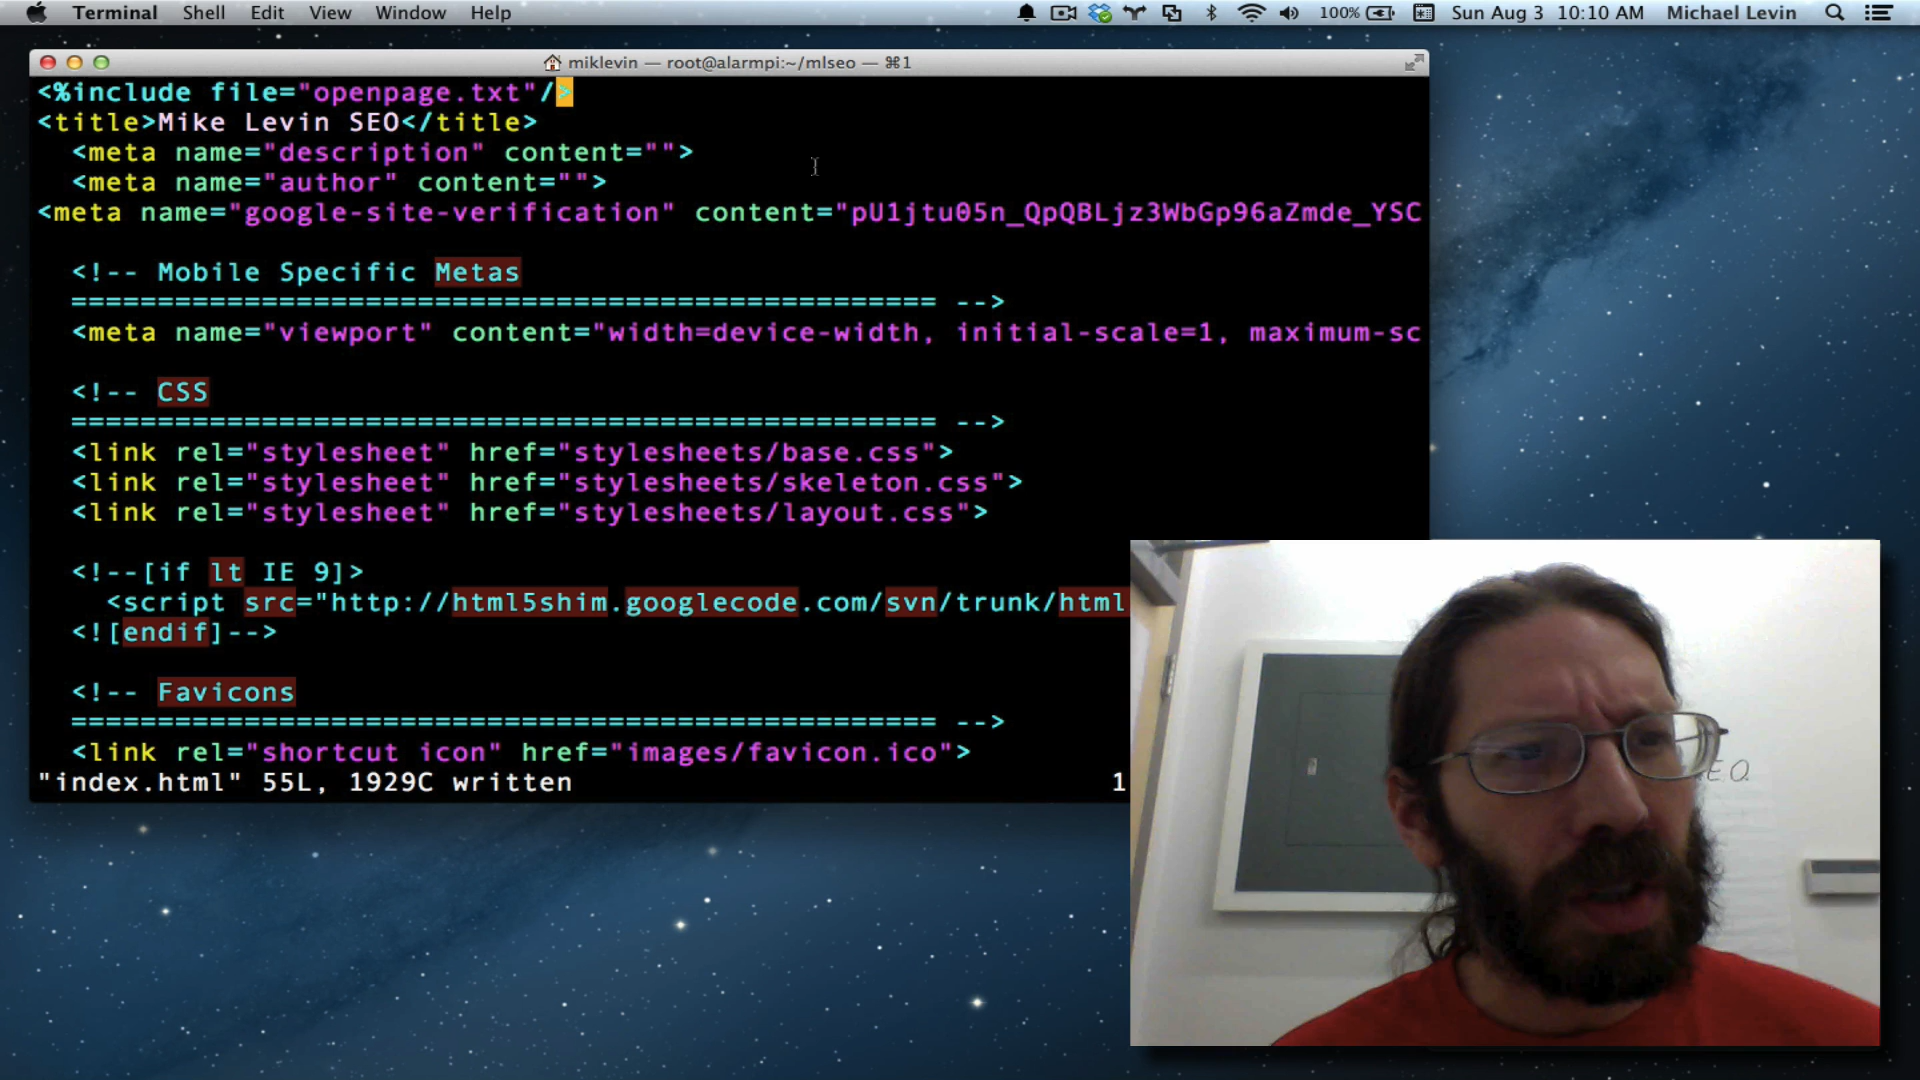 Terminal Shell Edit View Window Help 100% Sun Aug 3 10:10 AM Michael Levin
miklevin — root@alarmpi:~/mlseo — ⌘1
<%include file="openpage.txt"/>
<title>Mike Levin SEO</title>
<meta name="description" content="">
<meta name="author" content="">
<meta name="google-site-verification" content="pU1jtu05n_QpQBLjz3WbGp96aZmde_YSC
<!-- Mobile Specific Metas
================================================== -->
<meta name="viewport" content="width=device-width, initial-scale=1, maximum-sc
<!-- CSS
================================================== -->
<link rel="stylesheet" href="stylesheets/base.css">
<link rel="stylesheet" href="stylesheets/skeleton.css">
<link rel="stylesheet" href="stylesheets/layout.css">
<!--[if lt IE 9]>
<script src="http://html5shim.googlecode.com/svn/trunk/html
<![endif]-->
<!-- Favicons
================================================== -->
<link rel="shortcut icon" href="images/favicon.ico">
"index.html" 55L, 1929C written 1